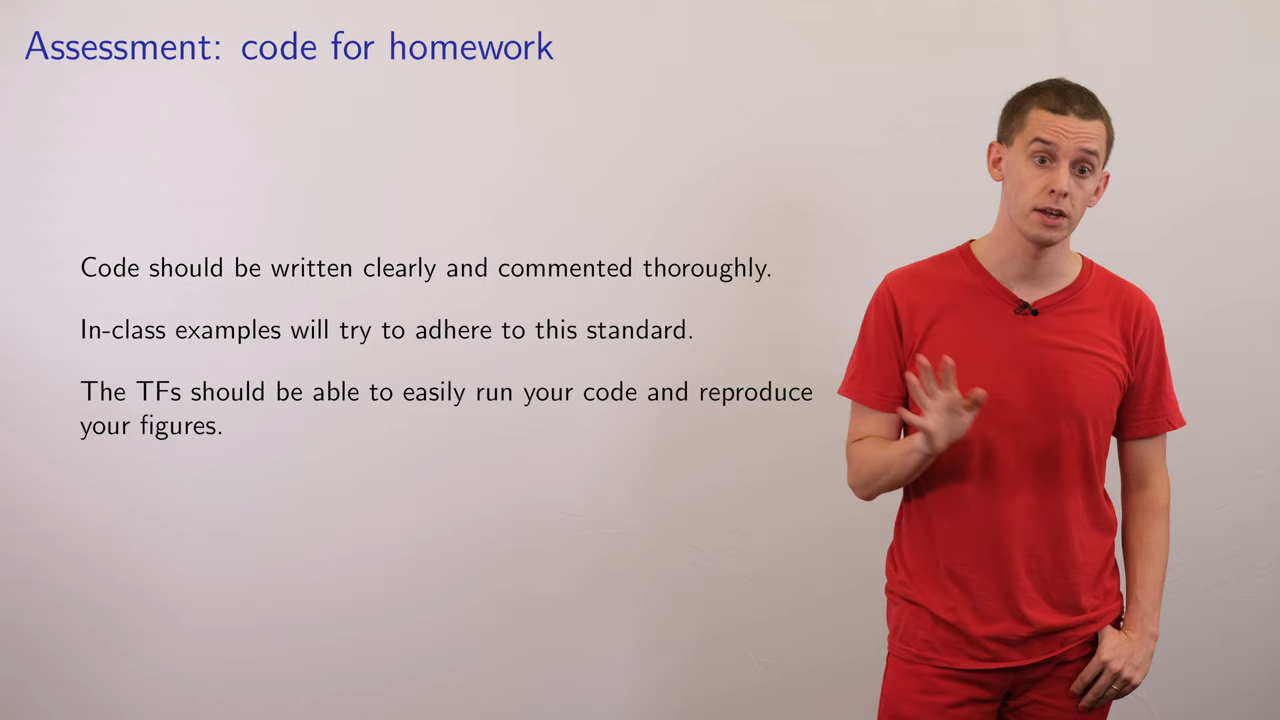 Assessment: code for homework
Code should be written clearly and commented thoroughly.
In-class examples will try to adhere to this standard.
The TFs should be able to easily run your code and reproduce
your figures.